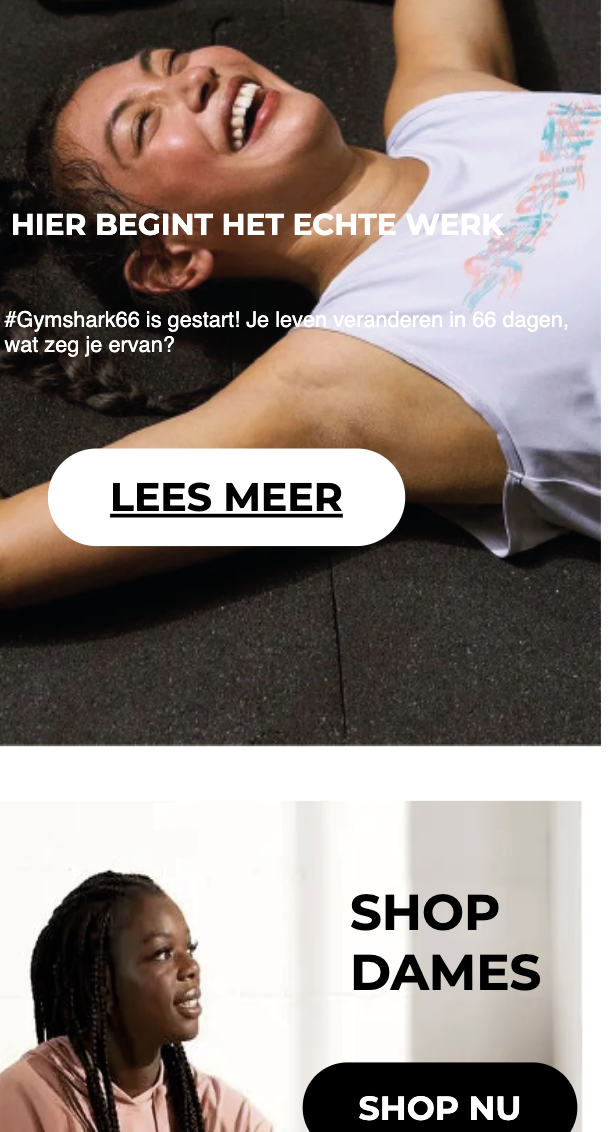 HIER BEGINT HET ECHTE WERK
#Gymshark66 is gestart! Je leven veranderen in 66 dagen,
wat zeg je ervan?
LEES MEER
SHOP
DAMES
SHOP NU